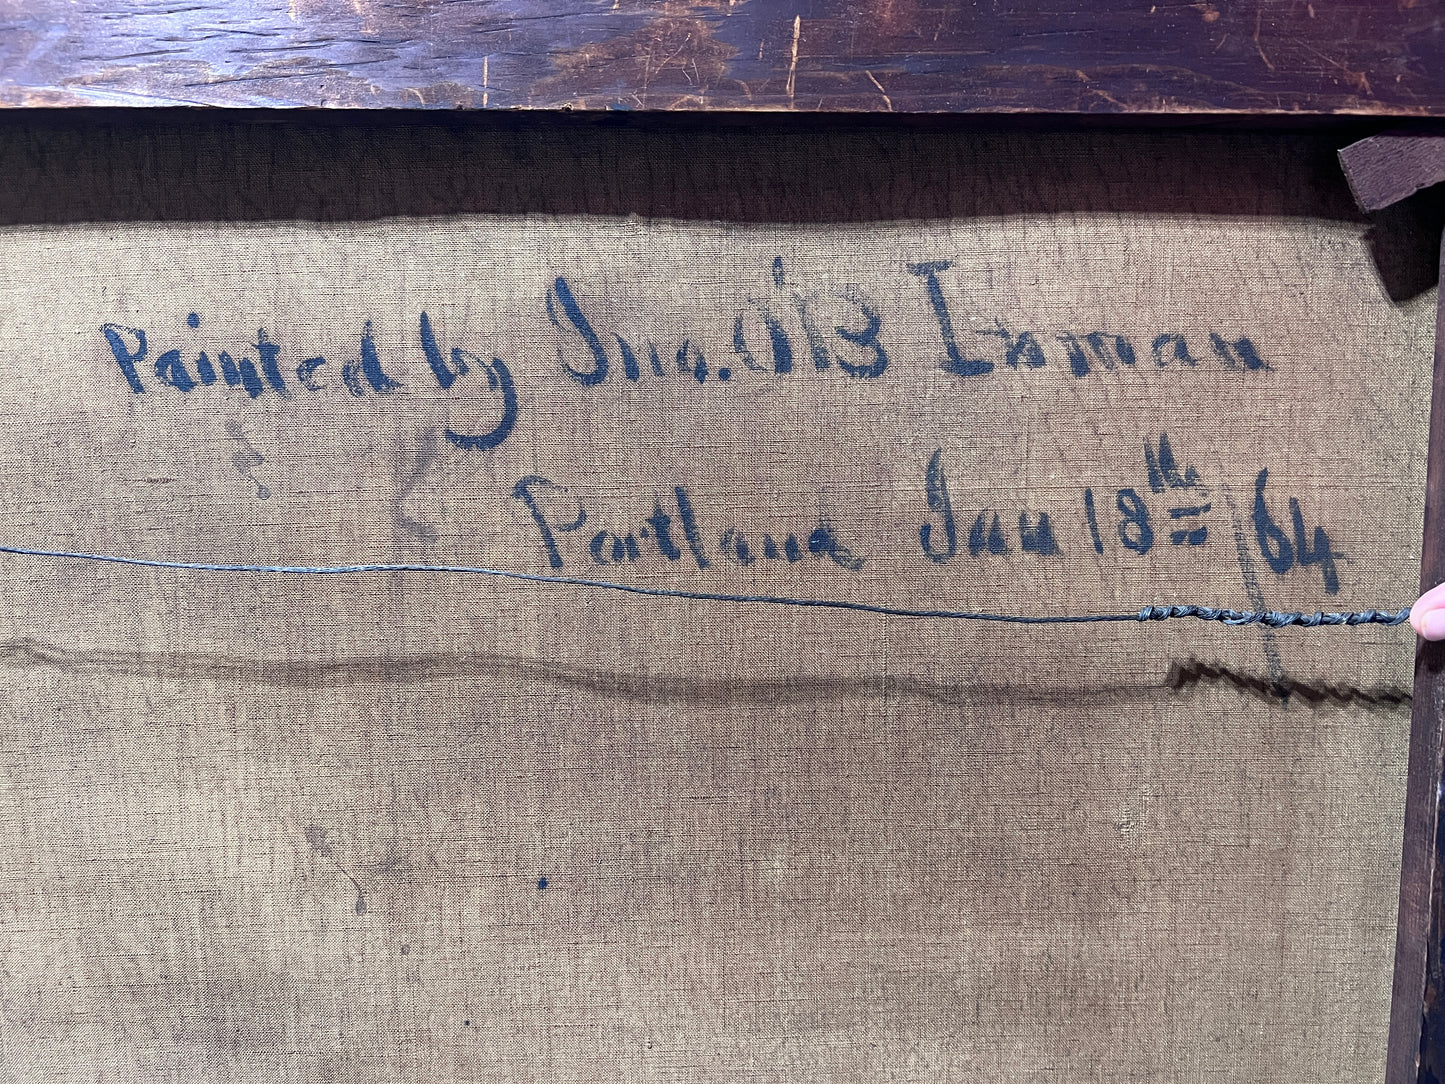 Painted by Jno. O'B Inman
Portland Jan 18th /64